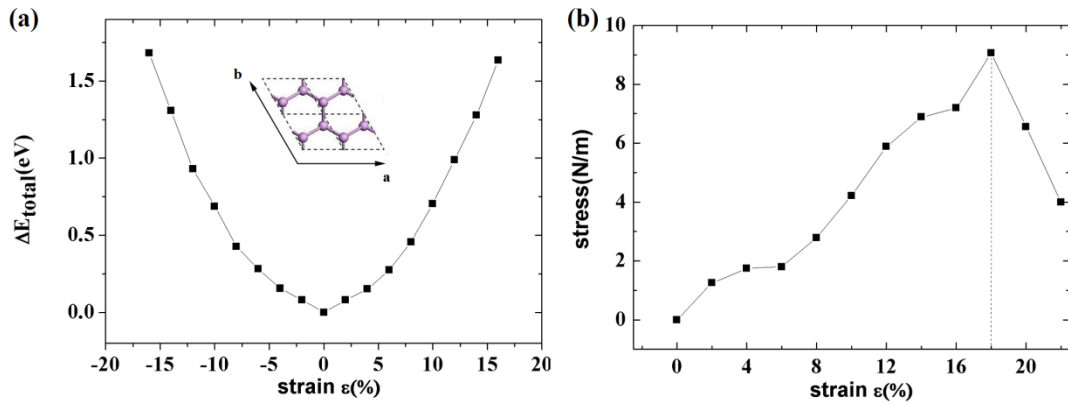 (a)
ΔE_total(eV)
1.5
1.0
0.5
0.0
b
a
-20 -15 -10 -5 0 5 10 15 20
strain ε(%)
(b)
stress(N/m)
10
8
6
4
2
0
0 4 8 12 16 20
strain ε(%)